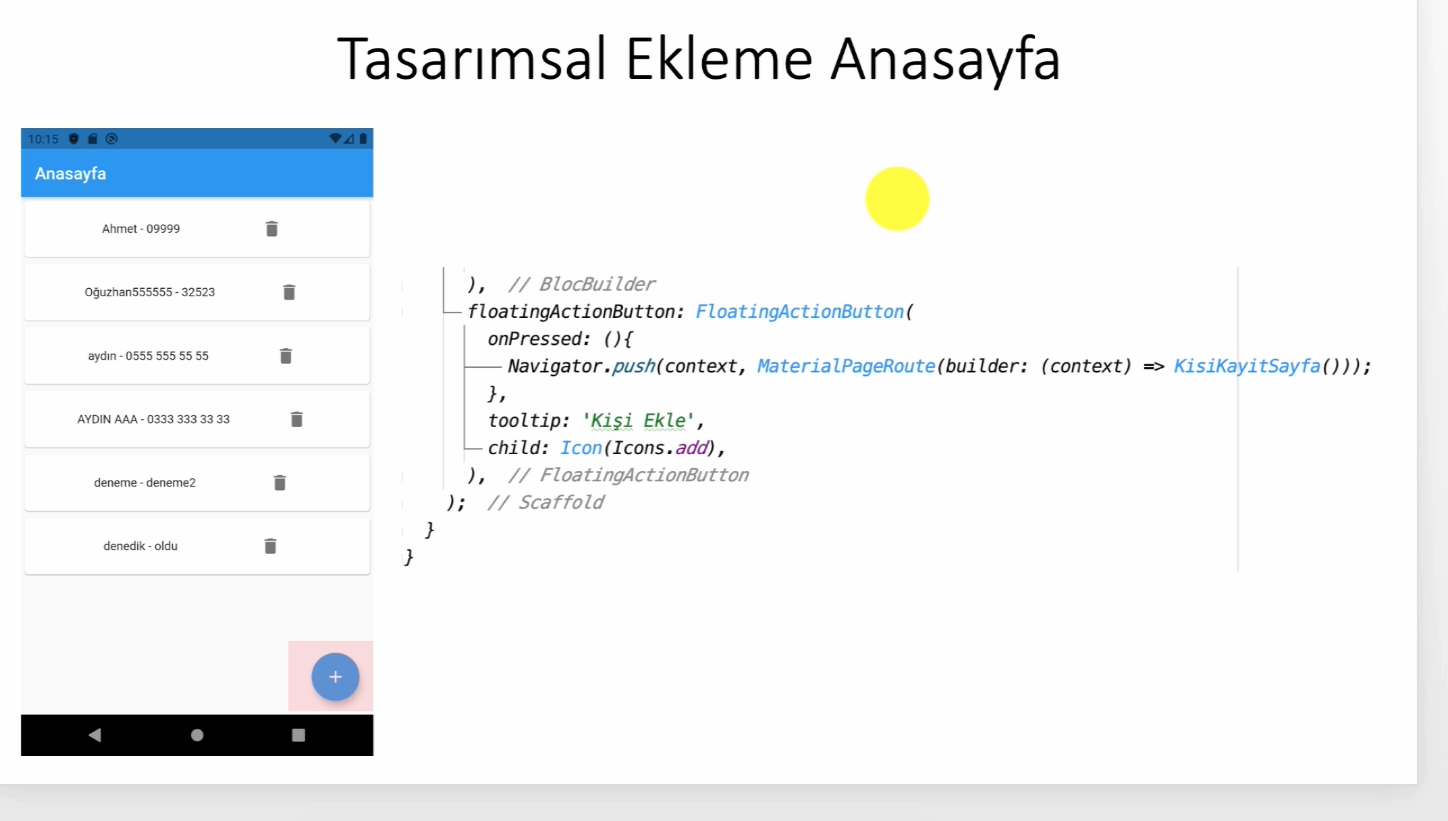 Tasarımsal Ekleme Anasayfa
10:15
Anasayfa
Ahmet - 09999
Oğuzhan555555 - 32523
aydın - 0555 555 55 55
AYDIN AAA - 0333 333 33 33
deneme - deneme2
denedik - oldu
), // BlocBuilder
floatingActionButton: FloatingActionButton(
onPressed: (){
Navigator.push(context, MaterialPageRoute(builder: (context) => KisiKayitSayfa()));
},
tooltip: 'Kişi Ekle',
child: Icon(Icons.add),
), // FloatingActionButton
); // Scaffold
}
}